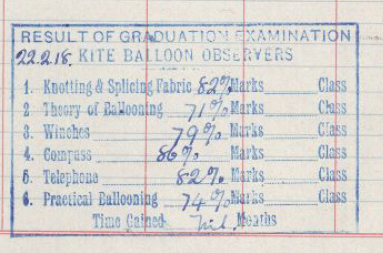 RESULT OF GRADUATION EXAMINATION
22.2.18. KITE BALLOON OBSERVERS
1. Knotting & Splicing Fabric 82% Marks Class
2 Theory of Ballooning 71% Marks Class
3. Winches 79% Marks Class
4. Compass 86% Marks Class
5. Telephone 82% Marks Class
6. Practical Ballooning 74% Marks Class
Time Gained Nil. Months